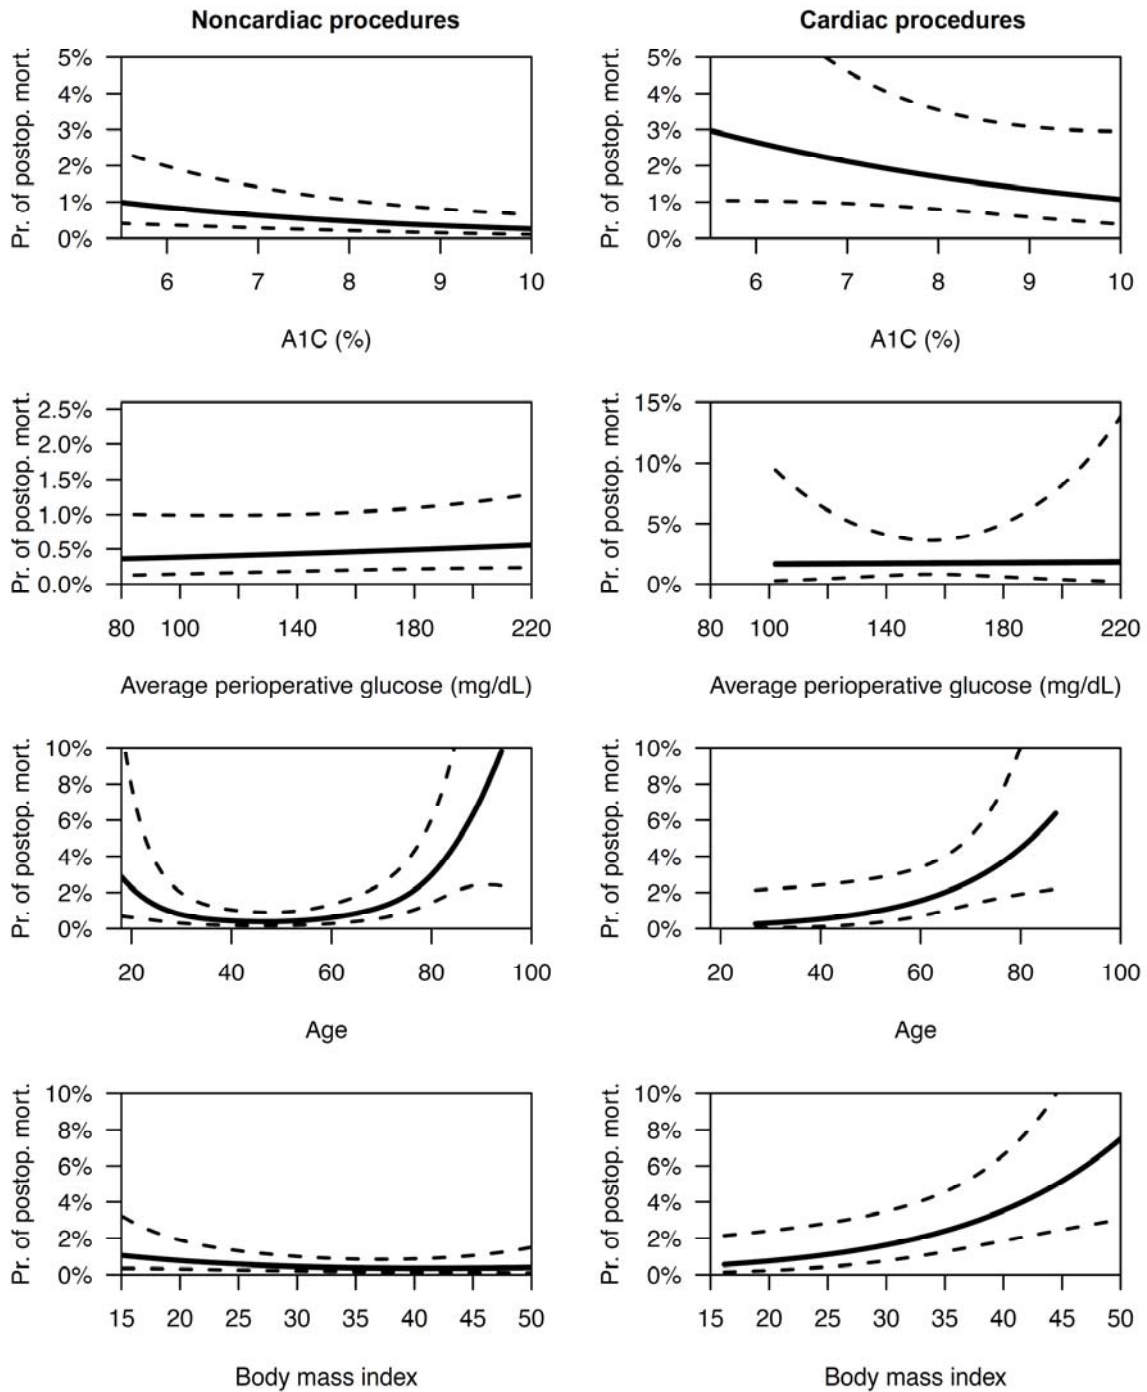 Noncardiac procedures
Pr. of postop. mort.
5%
4%
3%
2%
1%
0%
6 7 8 9 10
A1C (%)
Cardiac procedures
Pr. of postop. mort.
5%
4%
3%
2%
1%
0%
6 7 8 9 10
A1C (%)
Pr. of postop. mort.
2.5%
2.0%
1.5%
1.0%
0.5%
0.0%
80 100 140 180 220
Average perioperative glucose (mg/dL)
Pr. of postop. mort.
15%
10%
5%
0%
80 100 140 180 220
Average perioperative glucose (mg/dL)
Pr. of postop. mort.
10%
8%
6%
4%
2%
0%
20 40 60 80 100
Age
Pr. of postop. mort.
10%
8%
6%
4%
2%
0%
20 40 60 80 100
Age
Pr. of postop. mort.
10%
8%
6%
4%
2%
0%
15 20 25 30 35 40 45 50
Body mass index
Pr. of postop. mort.
10%
8%
6%
4%
2%
0%
15 20 25 30 35 40 45 50
Body mass index